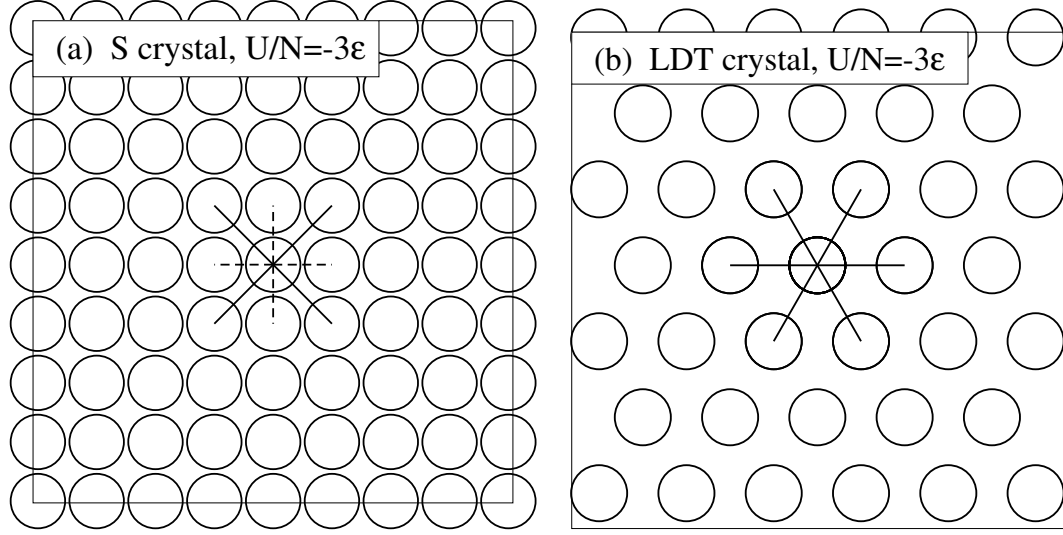 (a) S crystal, U/N=-3ε
(b) LDT crystal, U/N=-3ε